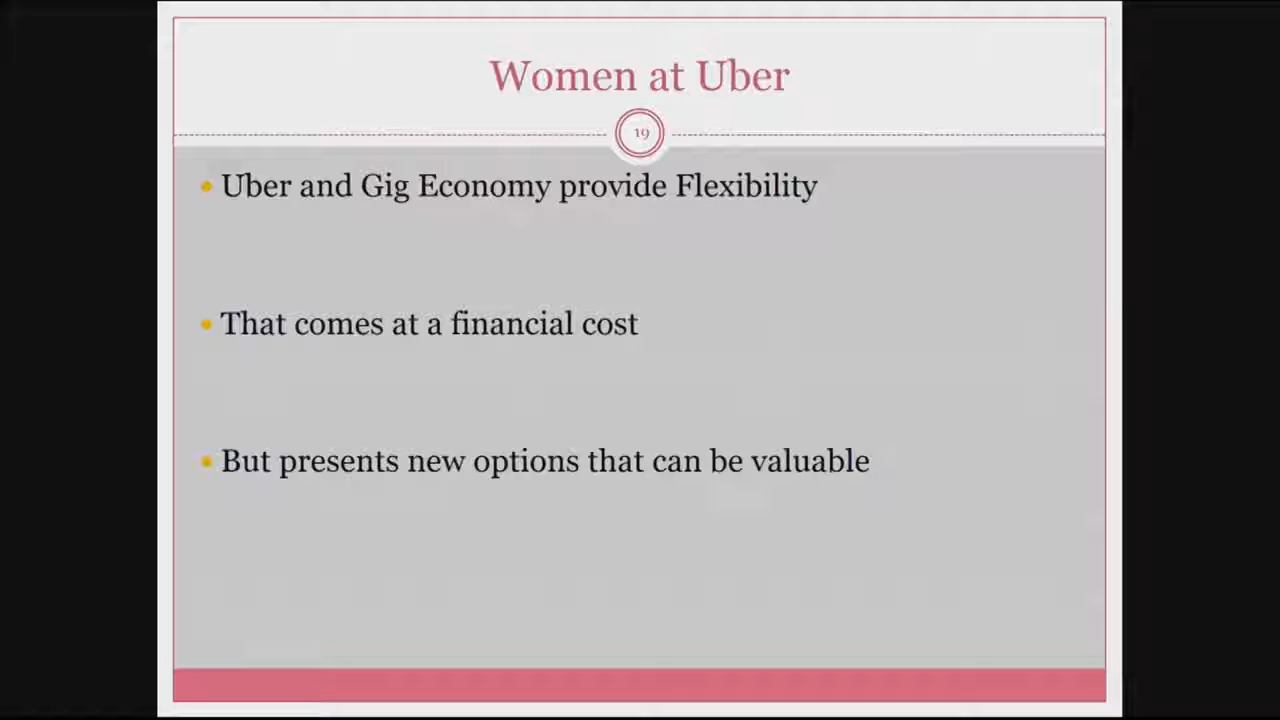 Women at Uber
19
Uber and Gig Economy provide Flexibility
That comes at a financial cost
But presents new options that can be valuable